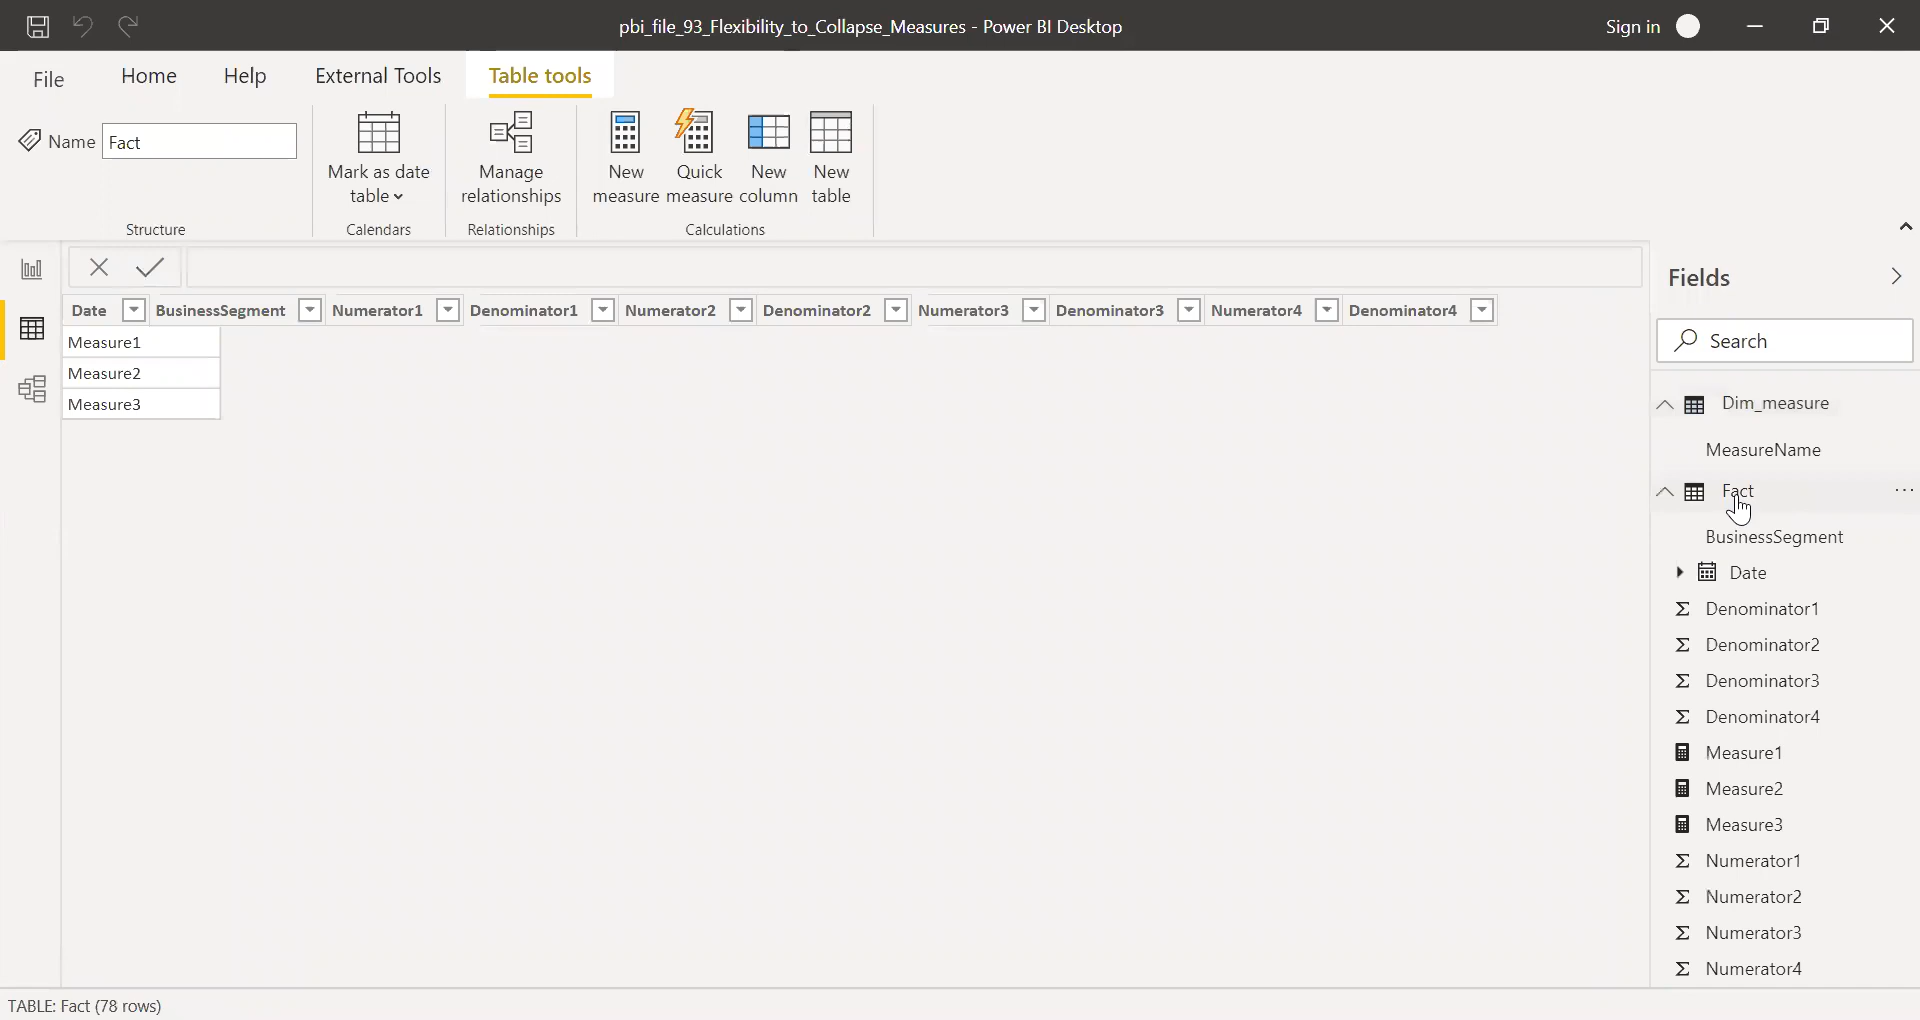 pbi_file_93_Flexibility_to_Collapse_Measures - Power BI Desktop
Sign in
File Home Help External Tools Table tools
Name Fact
Structure
Mark as date
table
Calendars
Manage
relationships
Relationships
New
measure
Quick
measure
New
column
New
table
Calculations
Date BusinessSegment Numerator1 Denominator1 Numerator2 Denominator2 Numerator3 Denominator3 Numerator4 Denominator4
Measure1
Measure2
Measure3
Fields
Search
Dim_measure
MeasureName
Fact ...
BusinessSegment
Date
Σ Denominator1
Σ Denominator2
Σ Denominator3
Σ Denominator4
Measure1
Measure2
Measure3
Σ Numerator1
Σ Numerator2
Σ Numerator3
Σ Numerator4
TABLE: Fact (78 rows)